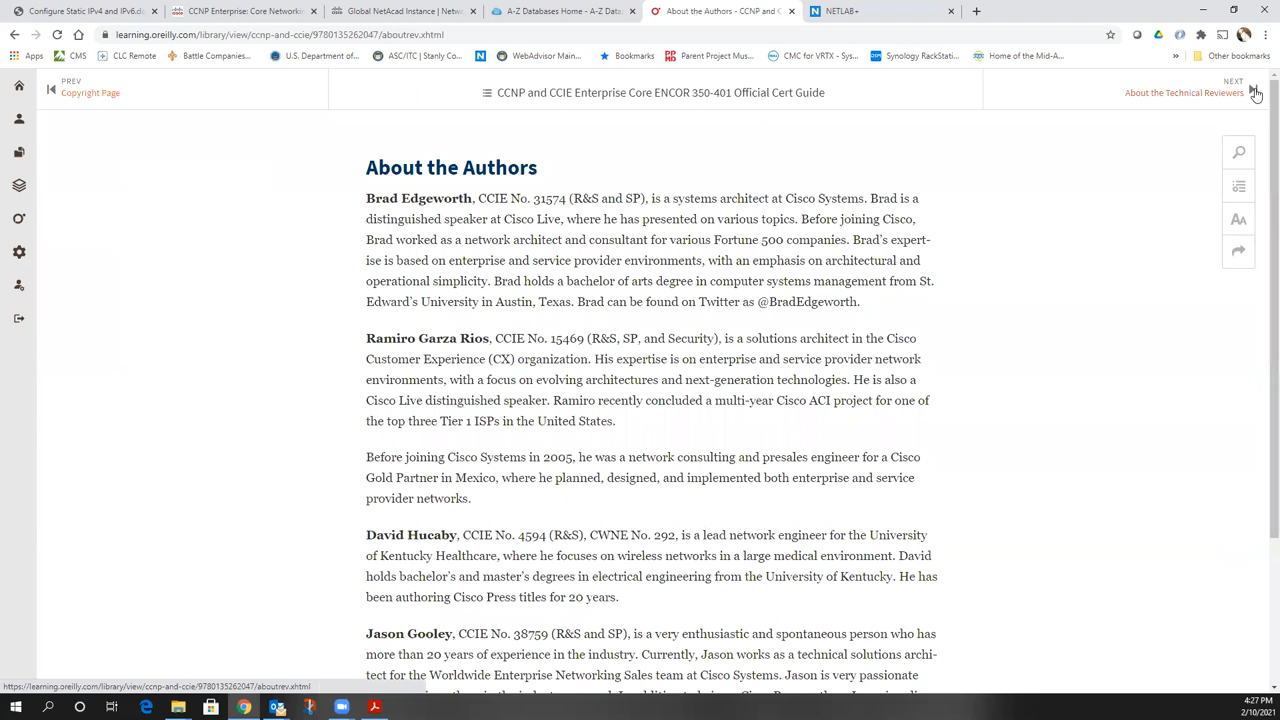 Configure Static IPv4 and IPv6.do
CCNP Enterprise: Core Networkin
Global NetAcad Instance | Netwo
A-Z Databases Home - A-Z Datab
About the Authors - CCNP and C
NETLAB+
learning.oreilly.com/library/view/ccnp-and-ccie/9780135262047/aboutrev.xhtml
Apps
CMS
CLC Remote
Battle Companies...
U.S. Department of...
ASC/ITC | Stanly Co...
WebAdvisor Main...
Bookmarks
Parent Project Mus...
CMC for VRTX - Sys...
Synology RackStati...
Home of the Mid-A...
»
Other bookmarks
PREV
Copyright Page
CCNP and CCIE Enterprise Core ENCOR 350-401 Official Cert Guide
NEXT
About the Technical Reviewers
About the Authors
Brad Edgeworth, CCIE No. 31574 (R&S and SP), is a systems architect at Cisco Systems. Brad is a
distinguished speaker at Cisco Live, where he has presented on various topics. Before joining Cisco,
Brad worked as a network architect and consultant for various Fortune 500 companies. Brad's expert-
ise is based on enterprise and service provider environments, with an emphasis on architectural and
operational simplicity. Brad holds a bachelor of arts degree in computer systems management from St.
Edward's University in Austin, Texas. Brad can be found on Twitter as @BradEdgeworth.
Ramiro Garza Rios, CCIE No. 15469 (R&S, SP, and Security), is a solutions architect in the Cisco
Customer Experience (CX) organization. His expertise is on enterprise and service provider network
environments, with a focus on evolving architectures and next-generation technologies. He is also a
Cisco Live distinguished speaker. Ramiro recently concluded a multi-year Cisco ACI project for one of
the top three Tier 1 ISPs in the United States.
Before joining Cisco Systems in 2005, he was a network consulting and presales engineer for a Cisco
Gold Partner in Mexico, where he planned, designed, and implemented both enterprise and service
provider networks.
David Hucaby, CCIE No. 4594 (R&S), CWNE No. 292, is a lead network engineer for the University
of Kentucky Healthcare, where he focuses on wireless networks in a large medical environment. David
holds bachelor's and master's degrees in electrical engineering from the University of Kentucky. He has
been authoring Cisco Press titles for 20 years.
Jason Gooley, CCIE No. 38759 (R&S and SP), is a very enthusiastic and spontaneous person who has
more than 20 years of experience in the industry. Currently, Jason works as a technical solutions archi-
tect for the Worldwide Enterprise Networking Sales team at Cisco Systems. Jason is very passionate
https://learning.oreilly.com/library/view/ccnp-and-ccie/9780135262047/aboutrev.xhtml
4:27 PM
2/10/2021